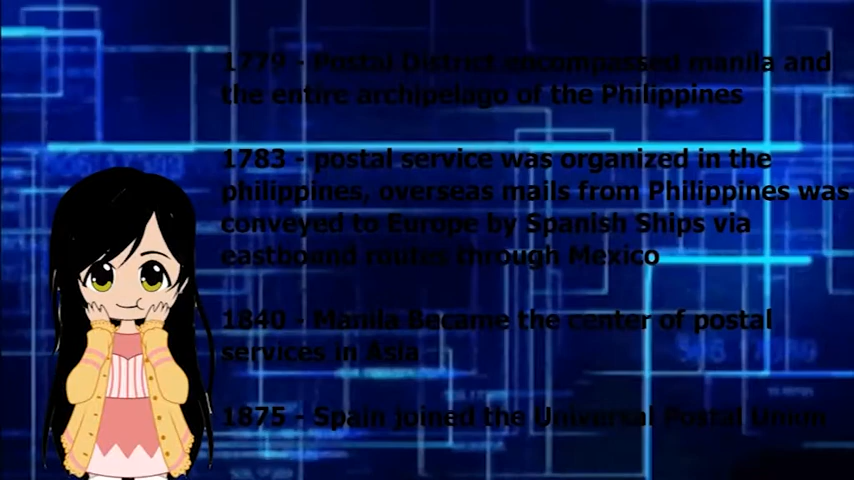 1779 - Postal District encompassed manila and
the entire archipelago of the Philippines
1783 - postal service was organized in the
philippines, overseas mails from Philippines was
conveyed to Europe by Spanish Ships via
eastbound routes through Mexico
1840 - Manila Became the center of postal
services in Asia
1875 - Spain joined the Universal Postal Union